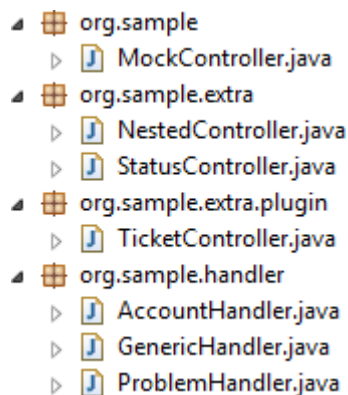 org.sample
MockController.java
org.sample.extra
NestedController.java
StatusController.java
org.sample.extra.plugin
TicketController.java
org.sample.handler
AccountHandler.java
GenericHandler.java
ProblemHandler.java